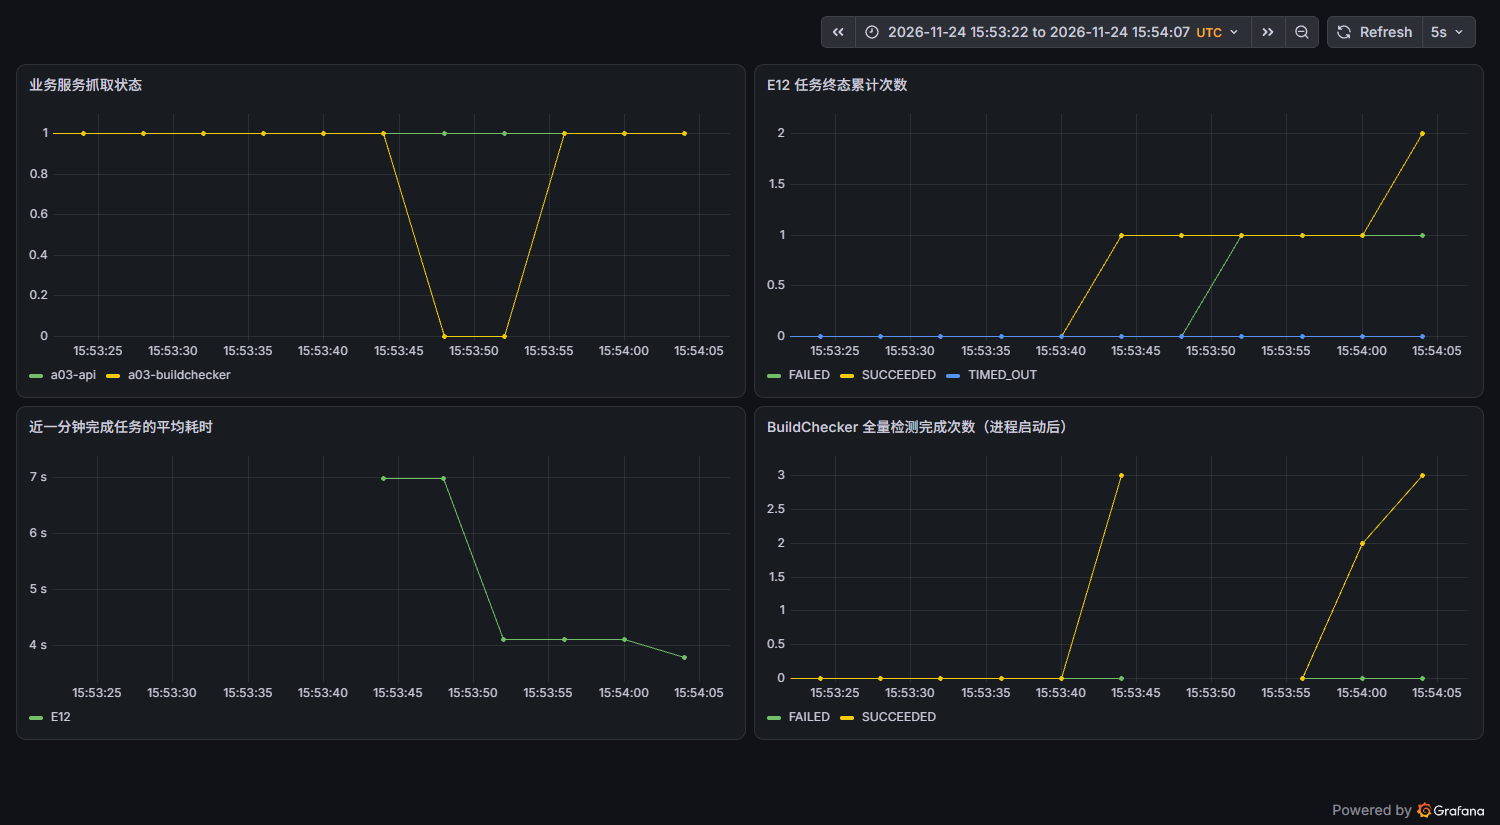 2026-11-24 15:53:22 to 2026-11-24 15:54:07 UTC
Refresh
5s
业务服务抓取状态
1
0.8
0.6
0.4
0.2
0
15:53:25 15:53:30 15:53:35 15:53:40 15:53:45 15:53:50 15:53:55 15:54:00 15:54:05
a03-api a03-buildchecker
E12 任务终态累计次数
2
1.5
1
0.5
0
15:53:25 15:53:30 15:53:35 15:53:40 15:53:45 15:53:50 15:53:55 15:54:00 15:54:05
FAILED SUCCEEDED TIMED_OUT
近一分钟完成任务的平均耗时
7 s
6 s
5 s
4 s
15:53:25 15:53:30 15:53:35 15:53:40 15:53:45 15:53:50 15:53:55 15:54:00 15:54:05
E12
BuildChecker 全量检测完成次数（进程启动后）
3
2.5
2
1.5
1
0.5
0
15:53:25 15:53:30 15:53:35 15:53:40 15:53:45 15:53:50 15:53:55 15:54:00 15:54:05
FAILED SUCCEEDED
Powered by Grafana